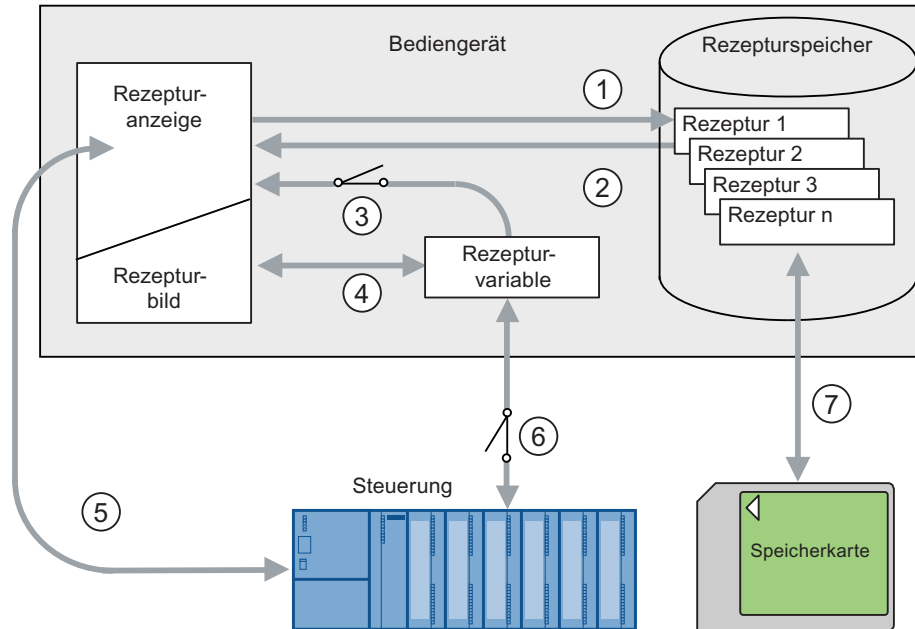 Bediengerät
Rezepturspeicher
Rezeptur-
anzeige
1
Rezeptur 1
Rezeptur 2
Rezeptur 3
Rezeptur n
2
3
Rezeptur-
variable
Rezeptur-
bild
4
7
6
Steuerung
5
Speicherkarte